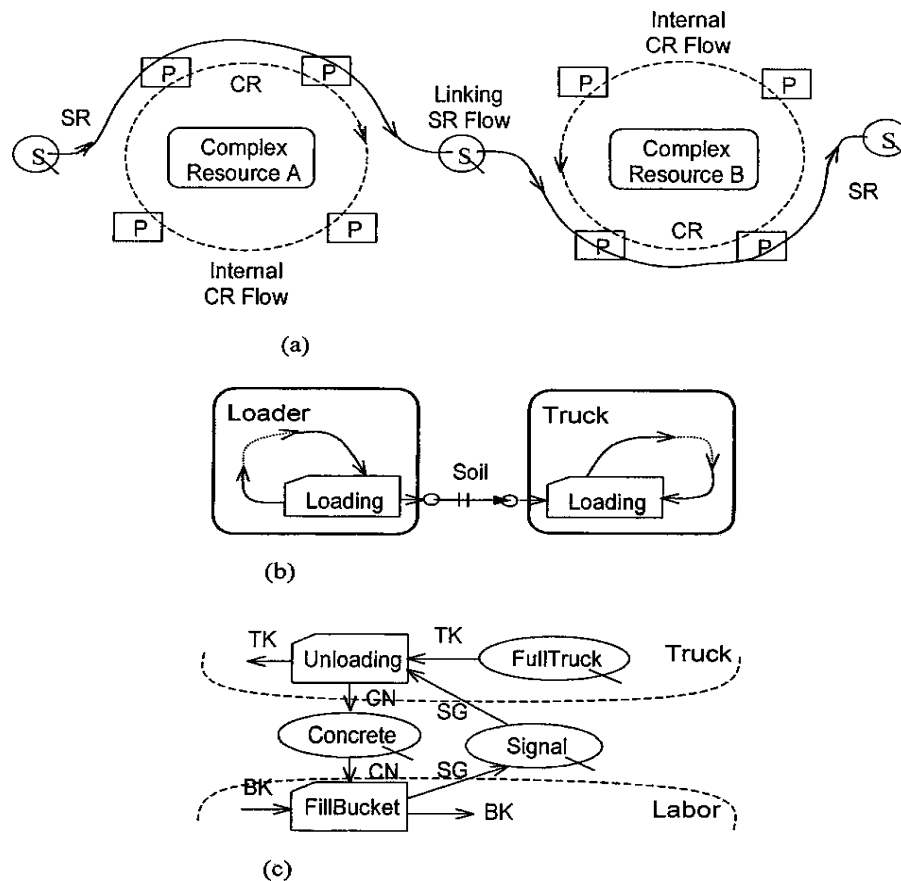 Internal
CR Flow
P
P
CR
SR
S
Complex
Resource A
P
P
Internal
CR Flow
Linking
SR Flow
S
P
P
Complex
Resource B
S
SR
CR
P
P
(a)
Loader
Loading
Soil
Truck
Loading
(b)
TK
Unloading
TK
FullTruck
Truck
CN
SG
Concrete
Signal
CN
SG
BK
FillBucket
BK
Labor
(c)